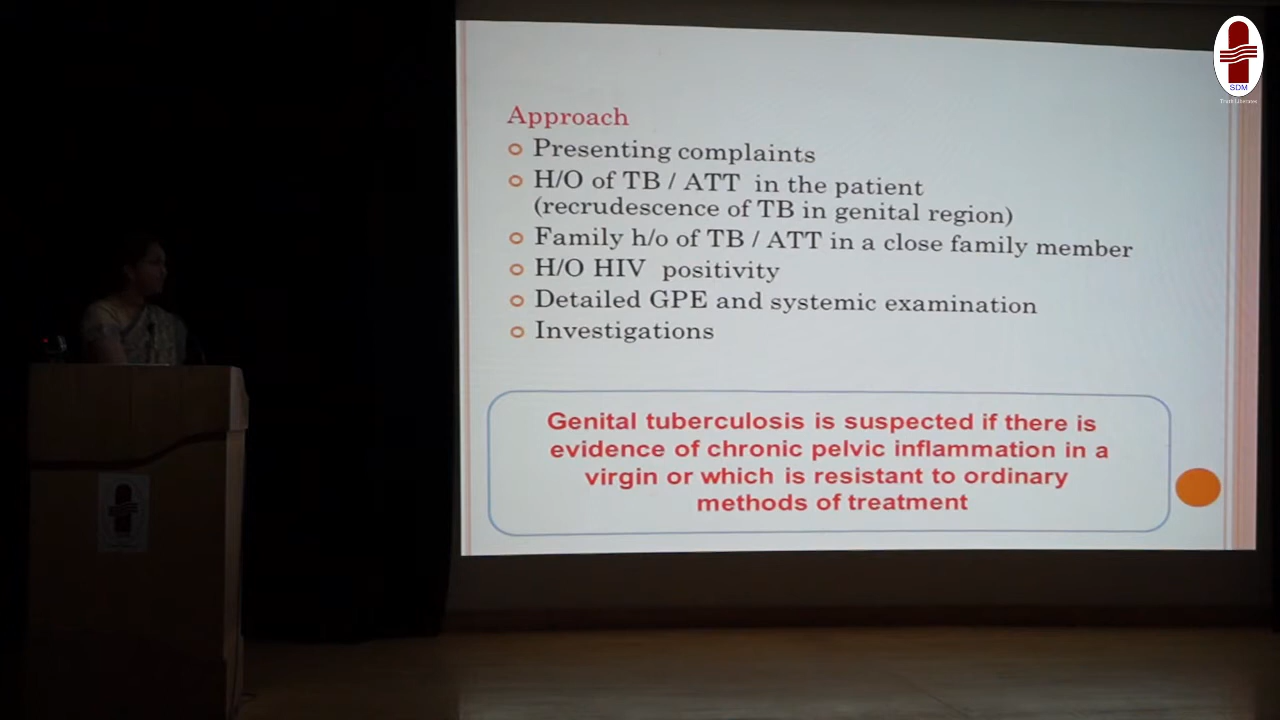 SDM
Truth Liberates
Approach
Presenting complaints
H/O of TB / ATT in the patient
(recrudescence of TB in genital region)
Family h/o of TB / ATT in a close family member
H/O HIV positivity
Detailed GPE and systemic examination
Investigations
Genital tuberculosis is suspected if there is
evidence of chronic pelvic inflammation in a
virgin or which is resistant to ordinary
methods of treatment